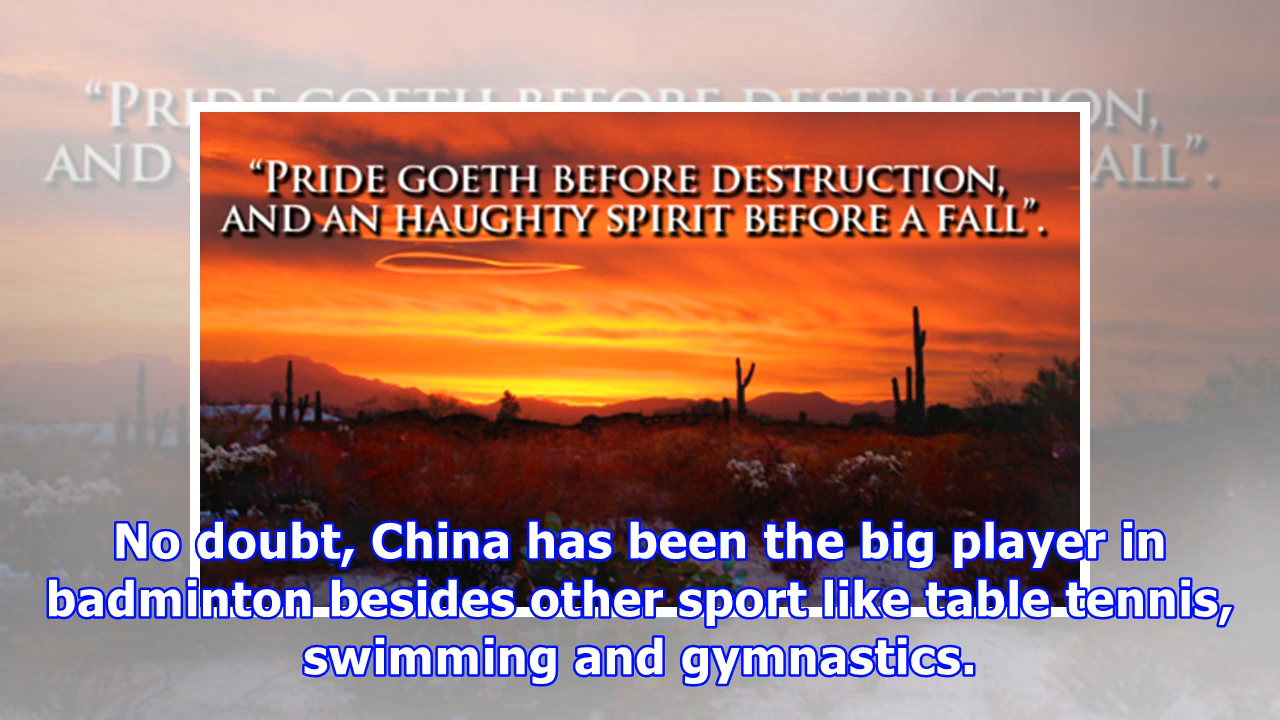 “PRIDE GOETH BEFORE DESTRUCTION,
AND AN HAUGHTY SPIRIT BEFORE A FALL”.
No doubt, China has been the big player in
badminton besides other sport like table tennis,
swimming and gymnastics.